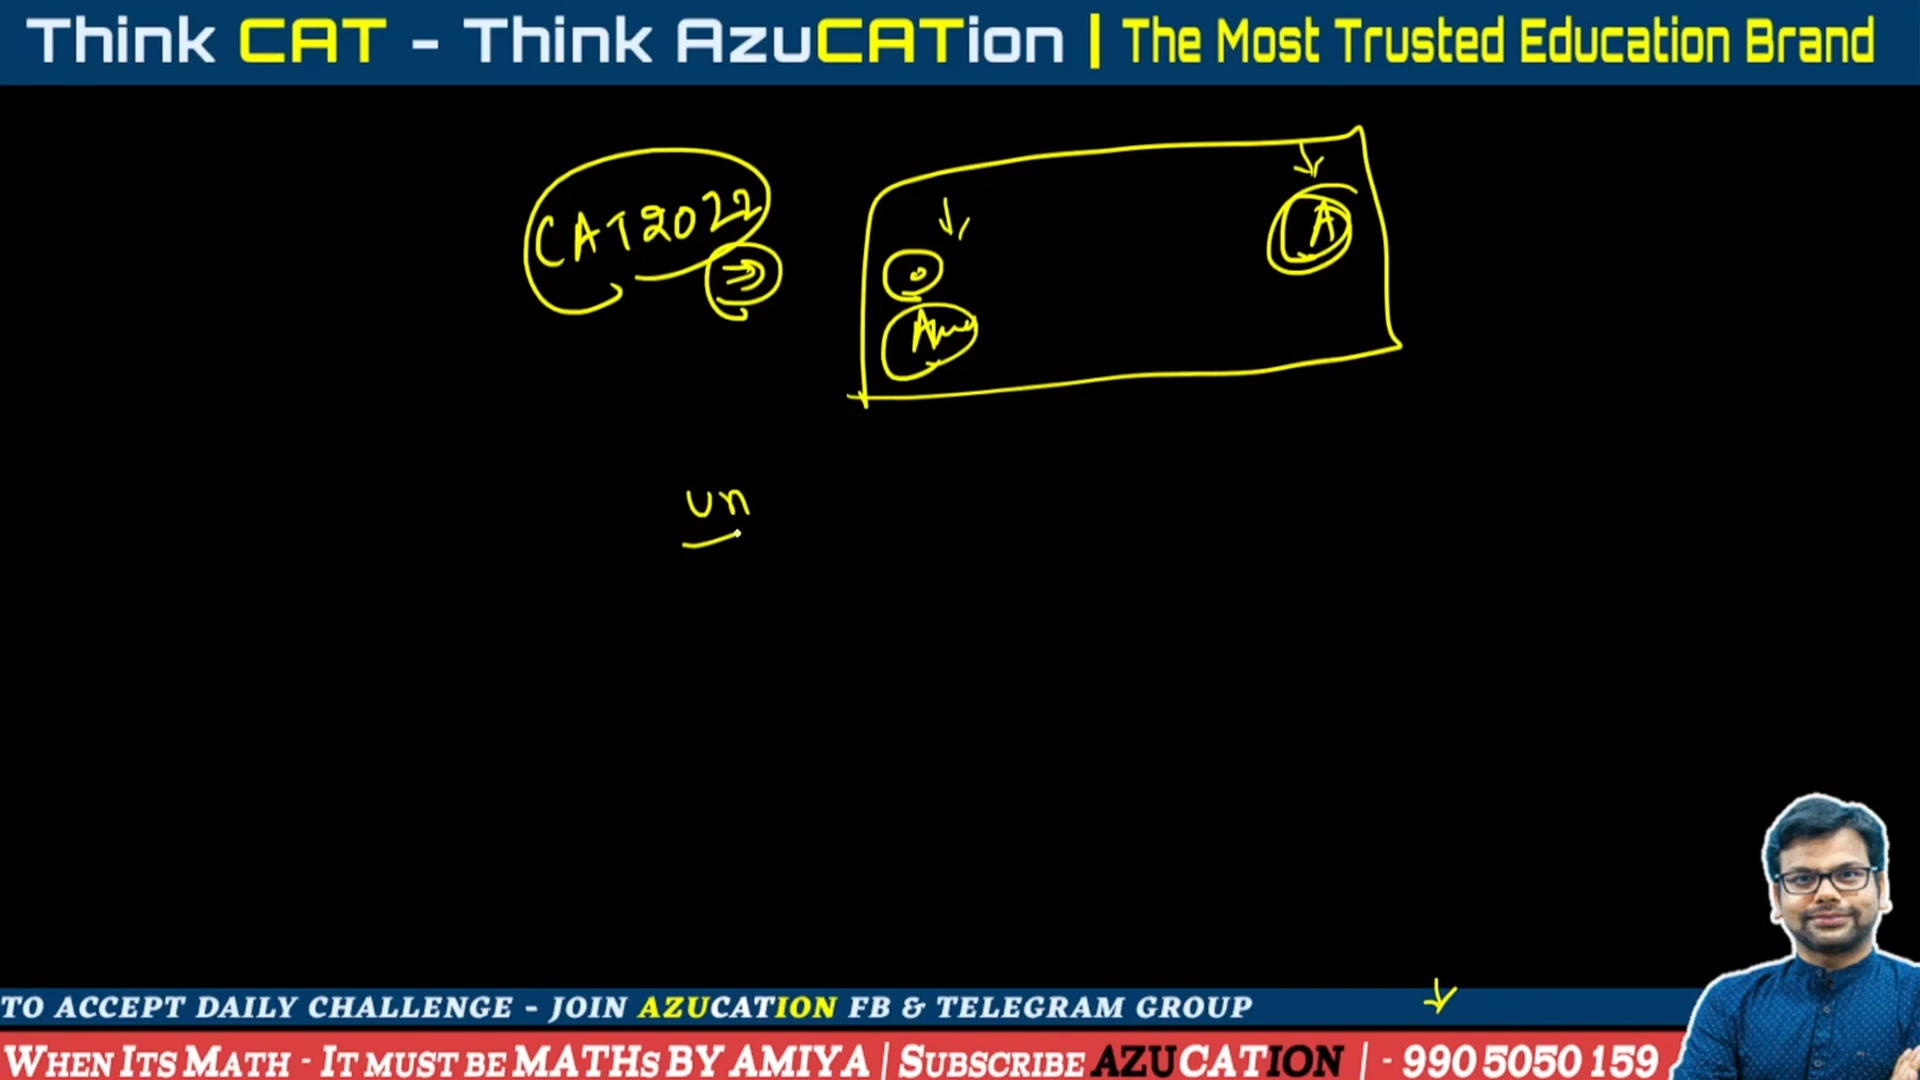 Think CAT - Think AzuCATion | The Most Trusted Education Brand
CAT2022
A
un
TO ACCEPT DAILY CHALLENGE - JOIN AZUCATION FB & TELEGRAM GROUP
WHEN ITS MATH - IT MUST BE MATHS BY AMIYA | SUBSCRIBE AZUCATION | - 990 5050 159